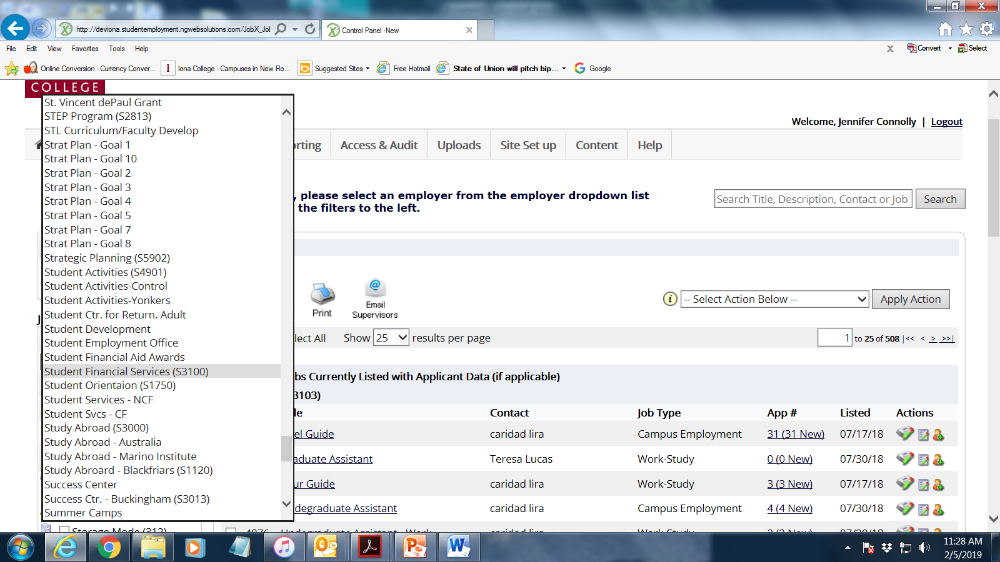 http://deviona.studentemployment.ngwebsolutions.com/JobX_Jol
Control Panel -New
File Edit View Favorites Tools Help
Convert Select
Online Conversion - Currency Conver...
Iona College - Campuses in New Ro...
Suggested Sites
Free Hotmail
State of Union will pitch bip...
Google
COLLEGE
Welcome, Jennifer Connolly | Logout
rting Access & Audit Uploads Site Set up Content Help
, please select an employer from the employer dropdown list
the filters to the left.
Search Title, Description, Contact or Job
Search
St. Vincent dePaul Grant
STEP Program (S2813)
STL Curriculum/Faculty Develop
Strat Plan - Goal 1
Strat Plan - Goal 10
Strat Plan - Goal 2
Strat Plan - Goal 3
Strat Plan - Goal 4
Strat Plan - Goal 5
Strat Plan - Goal 7
Strat Plan - Goal 8
Strategic Planning (S5902)
Student Activities (S4901)
Student Activities-Control
Student Activities-Yonkers
Student Ctr. for Return. Adult
Student Development
Student Employment Office
Student Financial Aid Awards
Student Financial Services (S3100)
Student Orientaion (S1750)
Student Services - NCF
Student Svcs - CF
Study Abroad (S3000)
Study Abroad - Australia
Study Abroad - Marino Institute
Study Abroard - Blackfriars (S1120)
Success Center
Success Ctr. - Buckingham (S3013)
Summer Camps
Storage Mode (312)
Print
Email
Supervisors
-- Select Action Below --
Apply Action
lect All Show 25 results per page
1 to 25 of 508 |<< < > >>|
bs Currently Listed with Applicant Data (if applicable)
3103)
le Contact Job Type App # Listed Actions
el Guide caridad lira Campus Employment 31 (31 New) 07/17/18
aduate Assistant Teresa Lucas Work-Study 0 (0 New) 07/30/18
ur Guide caridad lira Work-Study 3 (3 New) 07/17/18
degraduate Assistant caridad lira Campus Employment 4 (4 New) 07/30/18
11:28 AM
2/5/2019